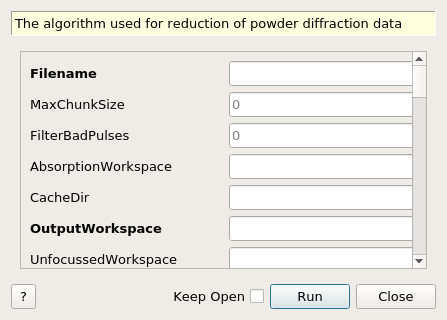 The algorithm used for reduction of powder diffraction data
Filename
MaxChunkSize 0
FilterBadPulses 0
AbsorptionWorkspace
CacheDir
OutputWorkspace
UnfocussedWorkspace
? Keep Open Run Close